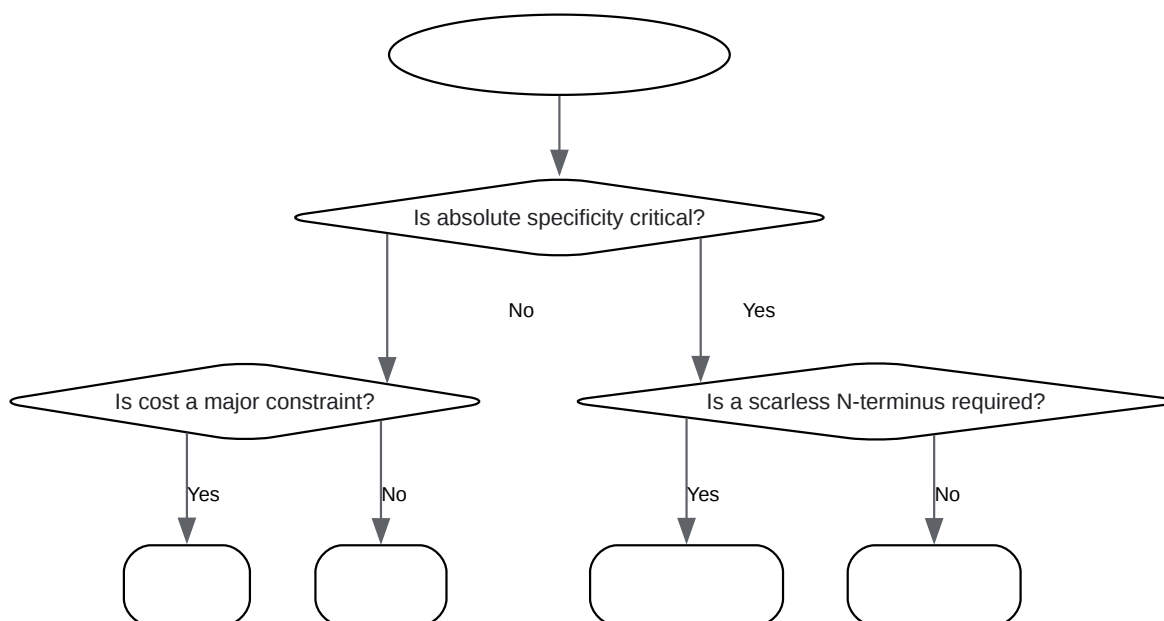 Is absolute specificity critical?
No
Yes
Is cost a major constraint?
Is a scarless N-terminus required?
Yes
No
Yes
No